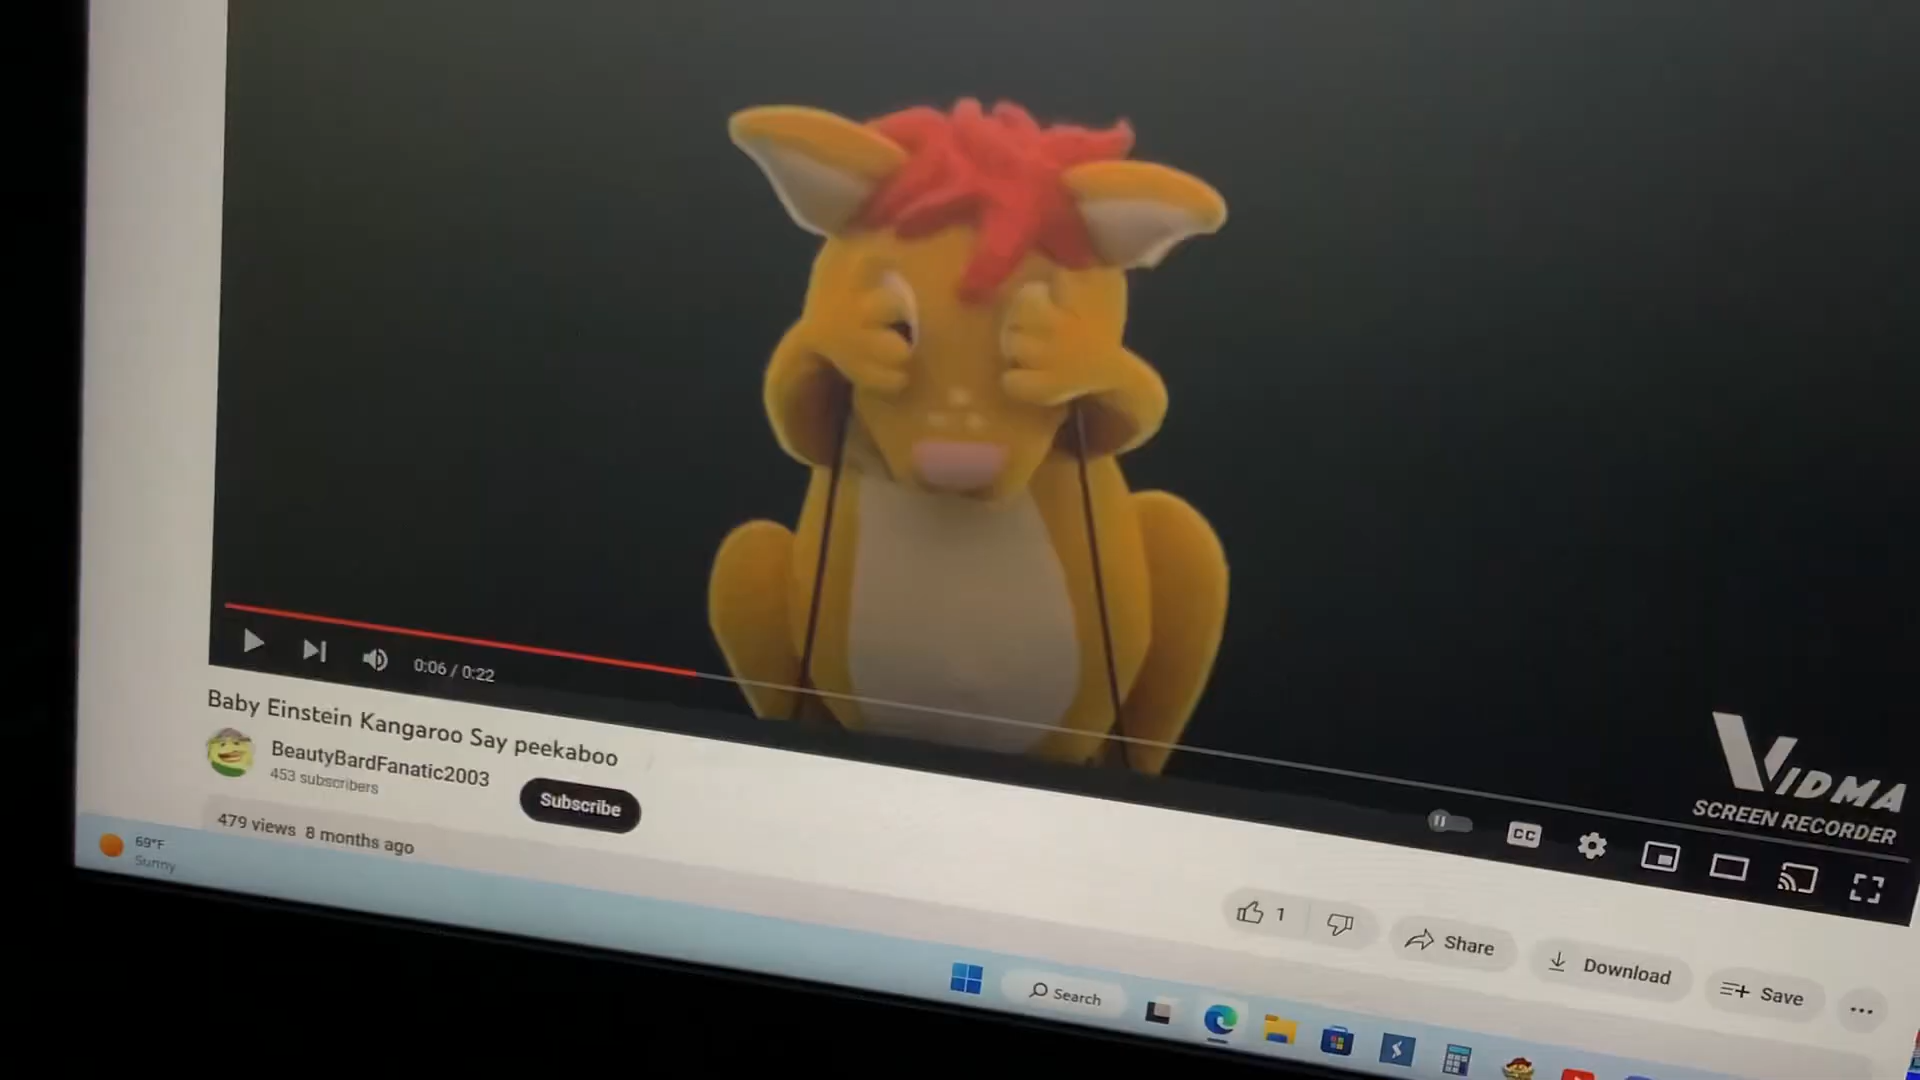 0:06 / 0:22
VIDMA
SCREEN RECORDER
Baby Einstein Kangaroo Say peekaboo
BeautyBardFanatic2003
453 subscribers
Subscribe
CC
479 views 8 months ago
1
Share
Download
Save
69°F
Sunny
Search